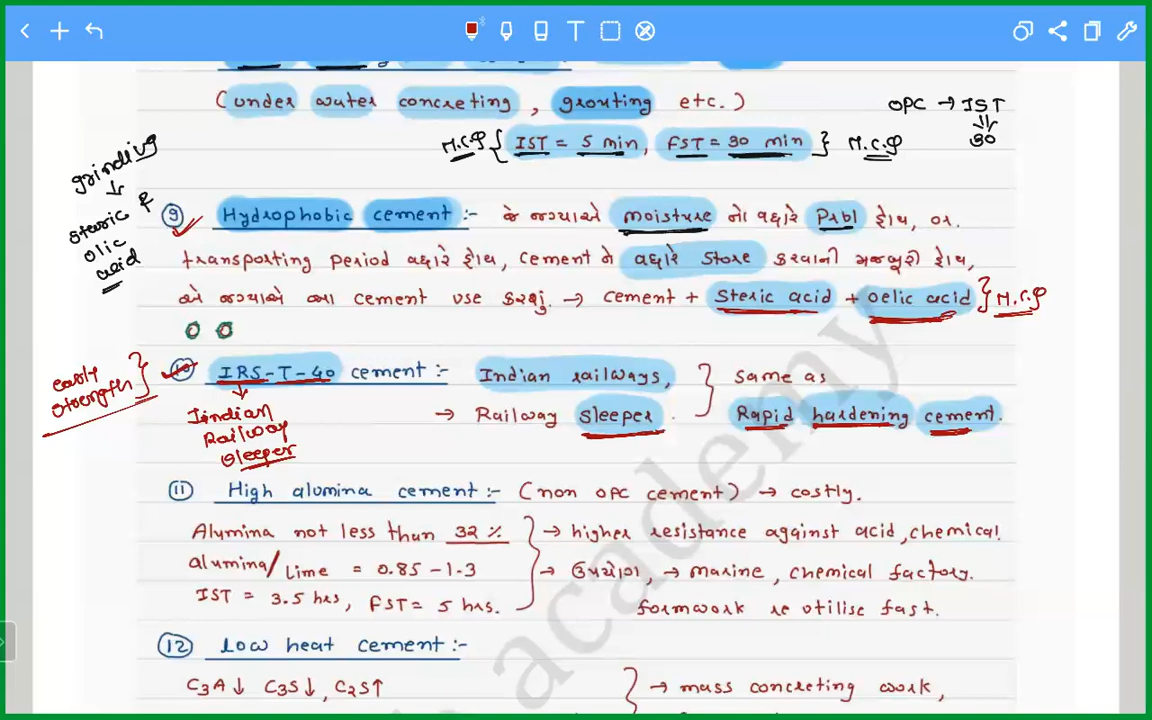 (under water concreting, grouting etc.)
OPC → IST
30
M.C.Q { IST = 5 min, FST = 30 min } M.C.Q
grinding
steric &
olic
acid
9 Hydrophobic cement :- જે જગ્યાએ moisture નો વધારે Prbl હોય, or.
transporting period વધારે હોય, cement ને વધારે store કરવાની મજબૂરી હોય,
એ જગ્યાએ આ cement use કરશું. → cement + Steric acid + oelic acid } M.C.Q
early
strength }
10 IRS-T-40 cement :- Indian railways, } Same as
→ Railway Sleeper. Rapid hardening cement.
Iindian
Railway
Sleeper
11 High alumina cement :- (non OPC cement) → costly.
Alumina not less than 32 % } → higher resistance against acid, chemical.
alumina/lime = 0.85 - 1.3 → ઉપયોગ, → marine, chemical factory.
IST = 3.5 hrs, FST = 5 hrs. formwork re utilise fast.
12 Low heat cement :-
C3A↓ C3S↓, C2S↑ } → mass concreting work,
academy